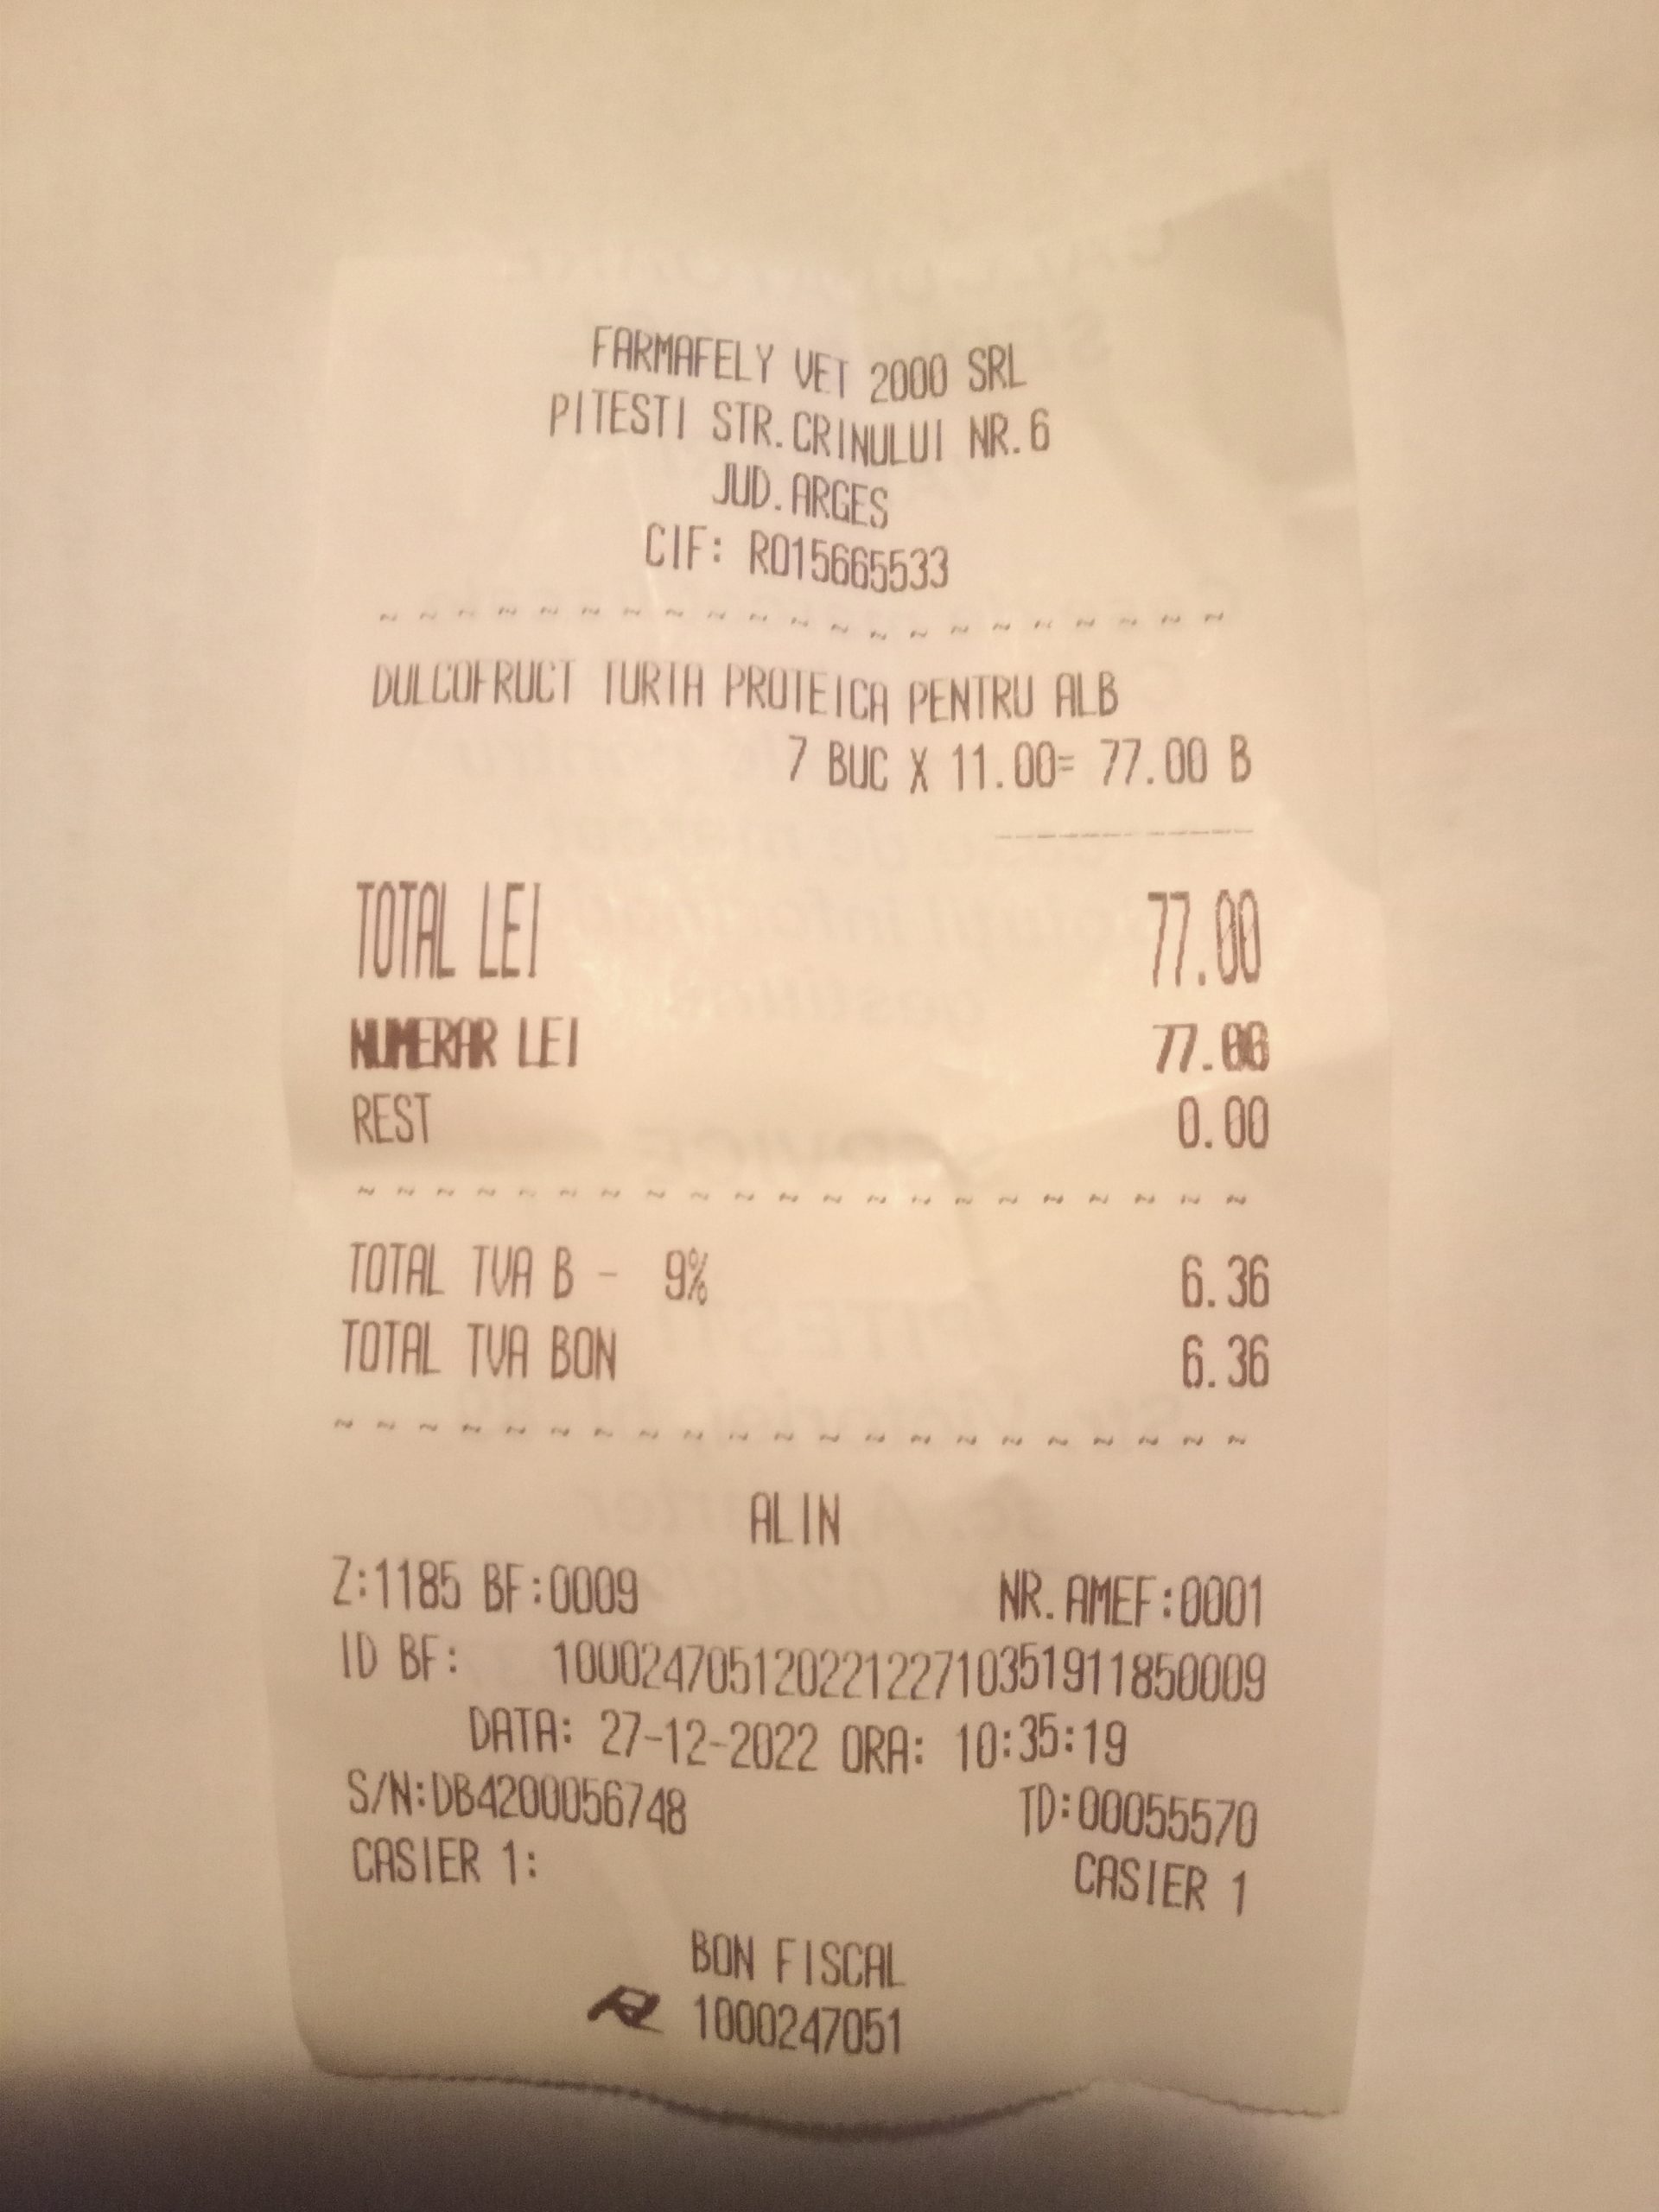 FARMAFELY VET 2000 SRL
PITESTI STR.CRINULUI NR.6
JUD.ARGES
CIF: RO15665533
~ ~ ~ ~ ~ ~ ~ ~ ~ ~ ~ ~ ~ ~ ~ ~ ~ ~ ~ ~ ~
DULCOFRUCT TURTA PROTEICA PENTRU ALB
7 BUC X 11.00= 77.00 B
TOTAL LEI 77.00
NUMERAR LEI 77.00
REST 0.00
~ ~ ~ ~ ~ ~ ~ ~ ~ ~ ~ ~ ~ ~ ~ ~ ~ ~ ~ ~ ~
TOTAL TVA B - 9% 6.36
TOTAL TVA BON 6.36
~ ~ ~ ~ ~ ~ ~ ~ ~ ~ ~ ~ ~ ~ ~ ~ ~ ~ ~ ~ ~
ALIN
Z:1185 BF:0009 NR.AMEF:0001
ID BF: 1000247051202212271035191​1850009
DATA: 27-12-2022 ORA: 10:35:19
S/N:DB4200056748 TD:00055570
CASIER 1: CASIER 1
BON FISCAL
1000247051